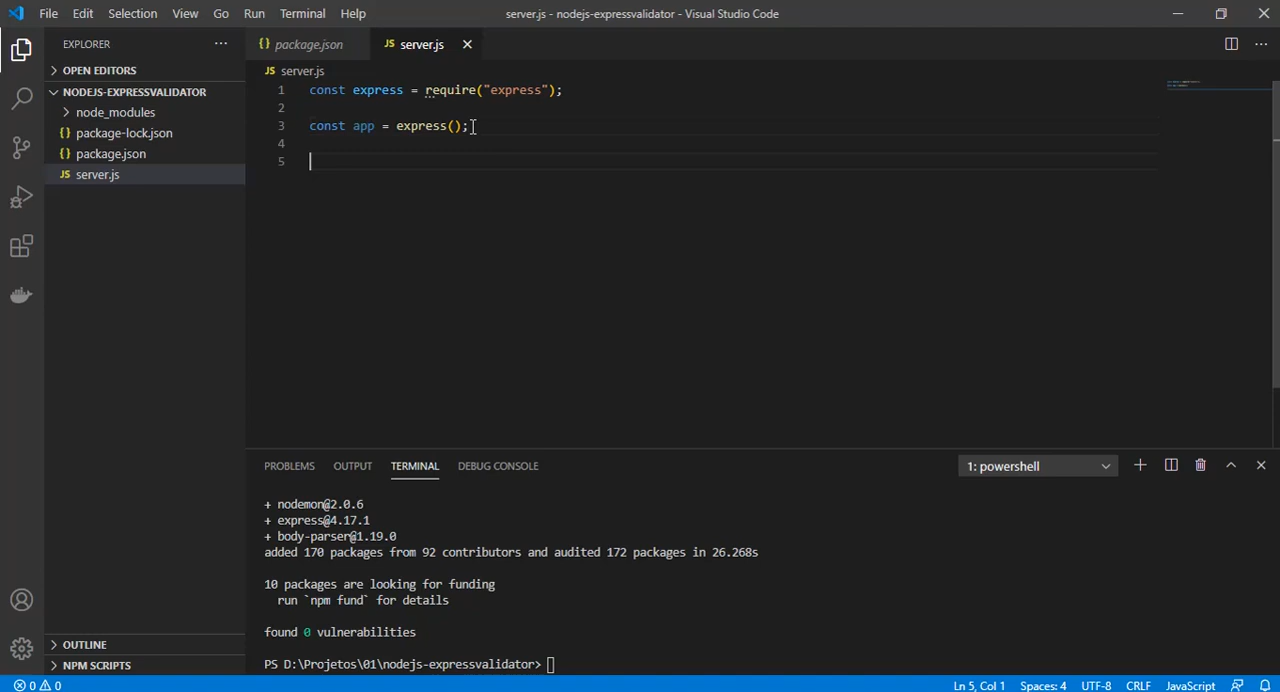 File Edit Selection View Go Run Terminal Help
server.js - nodejs-expressvalidator - Visual Studio Code
EXPLORER
OPEN EDITORS
NODEJS-EXPRESSVALIDATOR
node_modules
{} package-lock.json
{} package.json
JS server.js
OUTLINE
NPM SCRIPTS
{} package.json
JS server.js
JS server.js
1 const express = require("express");
2
3 const app = express();
4
5
PROBLEMS OUTPUT TERMINAL DEBUG CONSOLE
1: powershell
+ nodemon@2.0.6
+ express@4.17.1
+ body-parser@1.19.0
added 170 packages from 92 contributors and audited 172 packages in 26.268s
10 packages are looking for funding
run `npm fund` for details
found 0 vulnerabilities
PS D:\Projetos\01\nodejs-expressvalidator>
0 0 Ln 5, Col 1 Spaces: 4 UTF-8 CRLF JavaScript